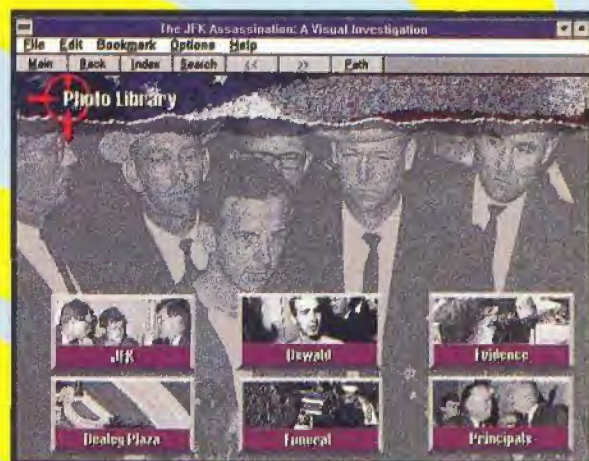 The JFK Assassination: A Visual Investigation
File Edit Bookmark Options Help
Main Back Index Search << >> Path
Photo Library
JFK Oswald Evidence
Dealey Plaza Funeral Principals